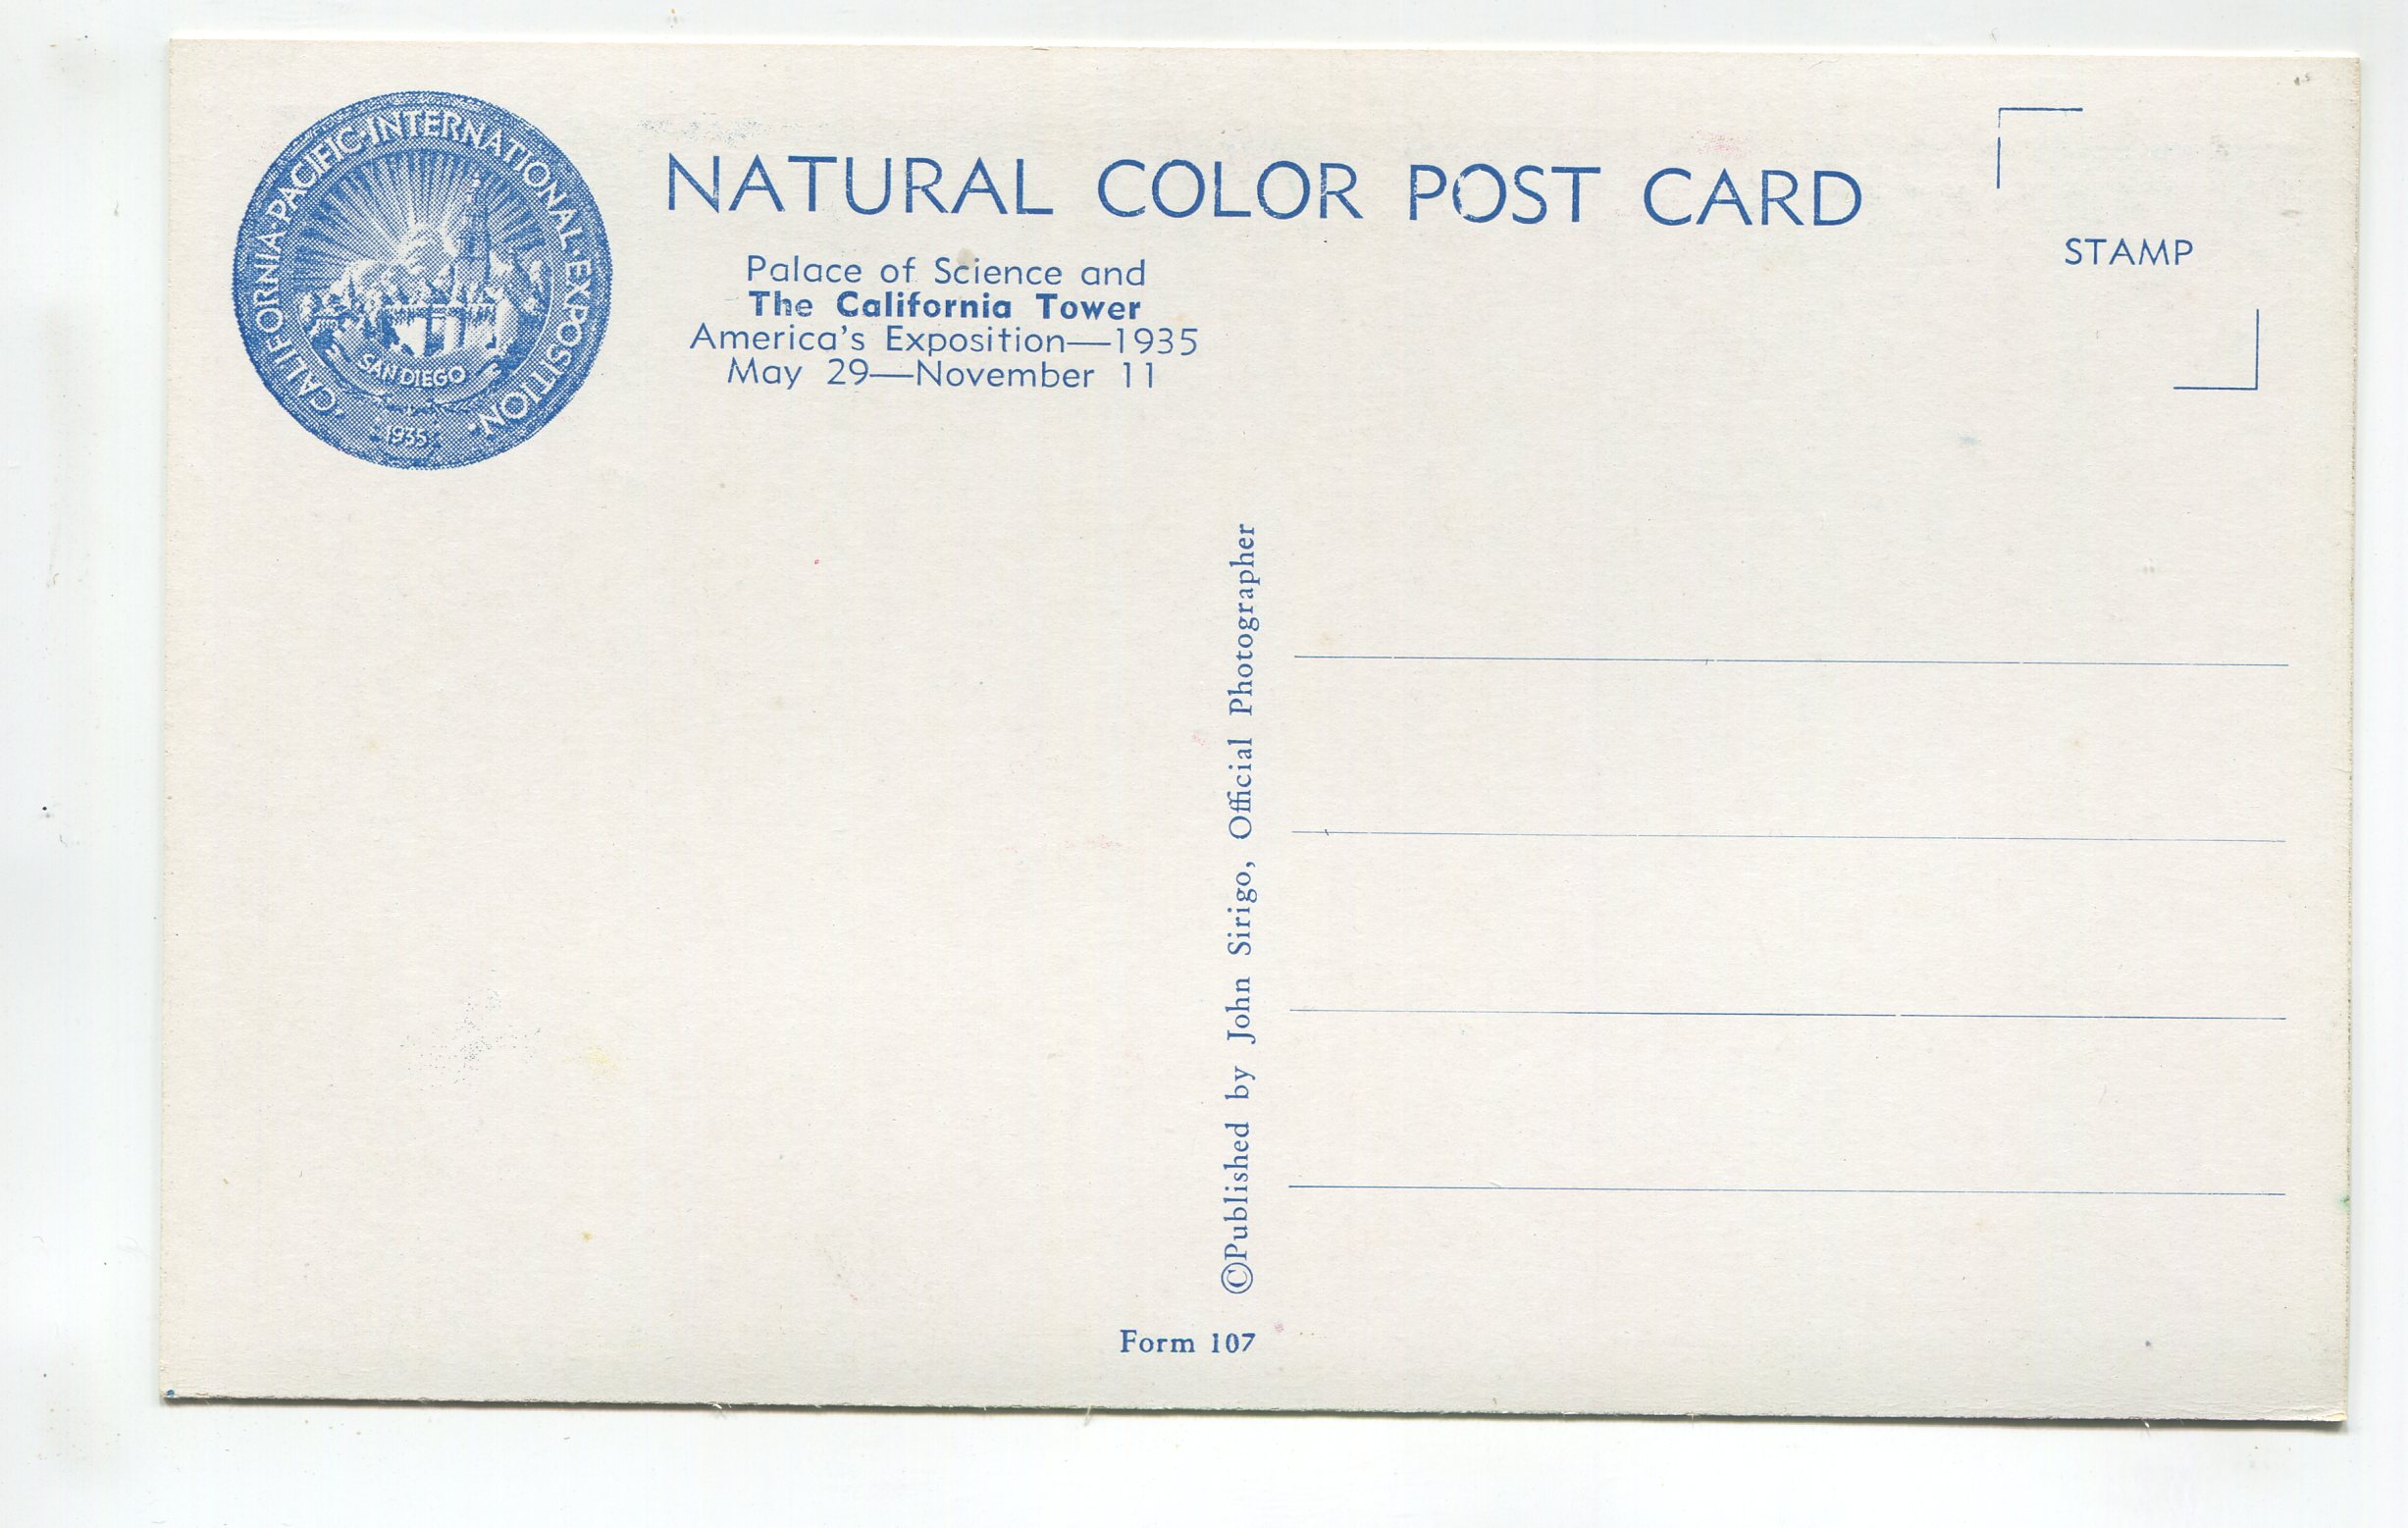 CALIFORNIA·PACIFIC·INTERNATIONAL·EXPOSITION·
SAN DIEGO
1935
NATURAL COLOR POST CARD
Palace of Science and
The California Tower
America's Exposition—1935
May 29—November 11
STAMP
©Published by John Sirigo, Official Photographer
Form 107